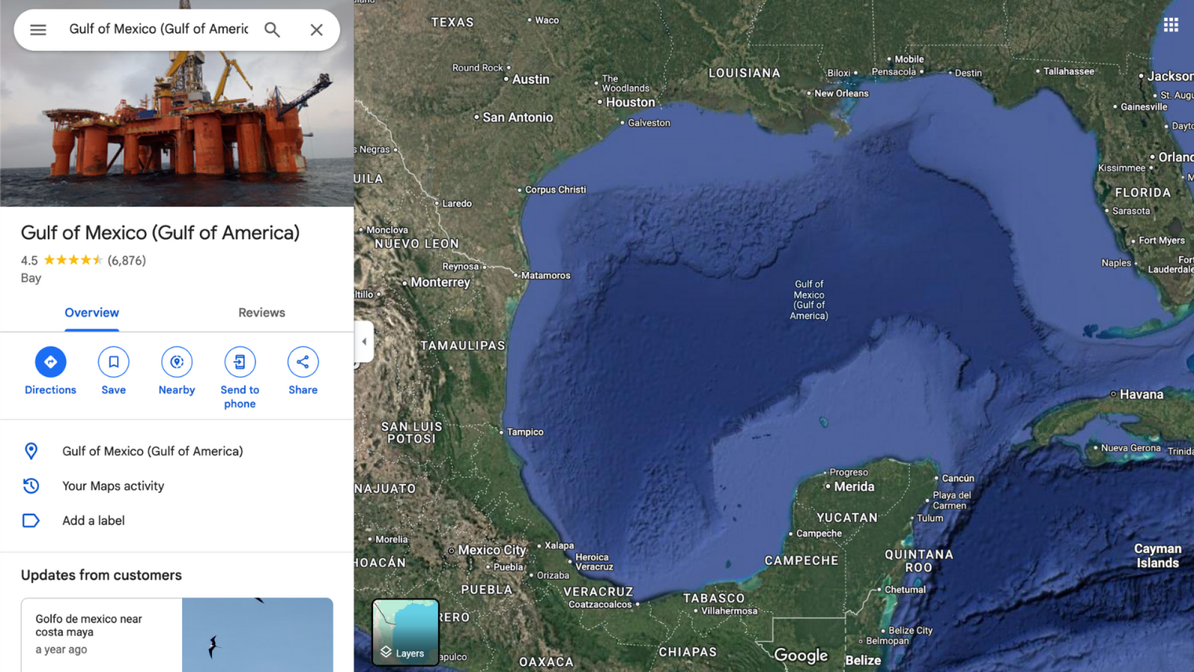 Gulf of Mexico (Gulf of Americ
Gulf of Mexico (Gulf of America)
4.5 (6,876)
Bay
Overview
Reviews
Directions
Save
Nearby
Send to
phone
Share
Gulf of Mexico (Gulf of America)
Your Maps activity
Add a label
Updates from customers
Golfo de mexico near
costa maya
a year ago
Layers
TEXAS
Waco
Round Rock
Austin
The
Woodlands
Houston
San Antonio
Galveston
LOUISIANA
Biloxi
Mobile
Pensacola
Destin
New Orleans
Tallahassee
Jackson
St. Augu
Gainesville
Dayto
Orland
Kissimmee
FLORIDA
Sarasota
Fort Myers
Naples
Fort
Lauderdale
s Negras
UILA
Corpus Christi
Laredo
Monclova
NUEVO LEON
Reynosa
Matamoros
Monterrey
ltillo
Gulf of
Mexico
(Gulf of
America)
TAMAULIPAS
SAN LUIS
POTOSI
Tampico
Havana
Nueva Gerona
Trinida
NAJUATO
Progreso
Merida
Cancún
Playa del
Carmen
Tulum
YUCATAN
Campeche
CAMPECHE
QUINTANA
ROO
Cayman
Islands
Morelia
HOACÁN
Mexico City
Xalapa
Puebla
Heroica
Veracruz
Orizaba
PUEBLA
VERACRUZ
Coatzacoalcos
TABASCO
Villahermosa
Chetumal
RERO
apulco
OAXACA
CHIAPAS
Belize City
Belmopan
Belize
Google